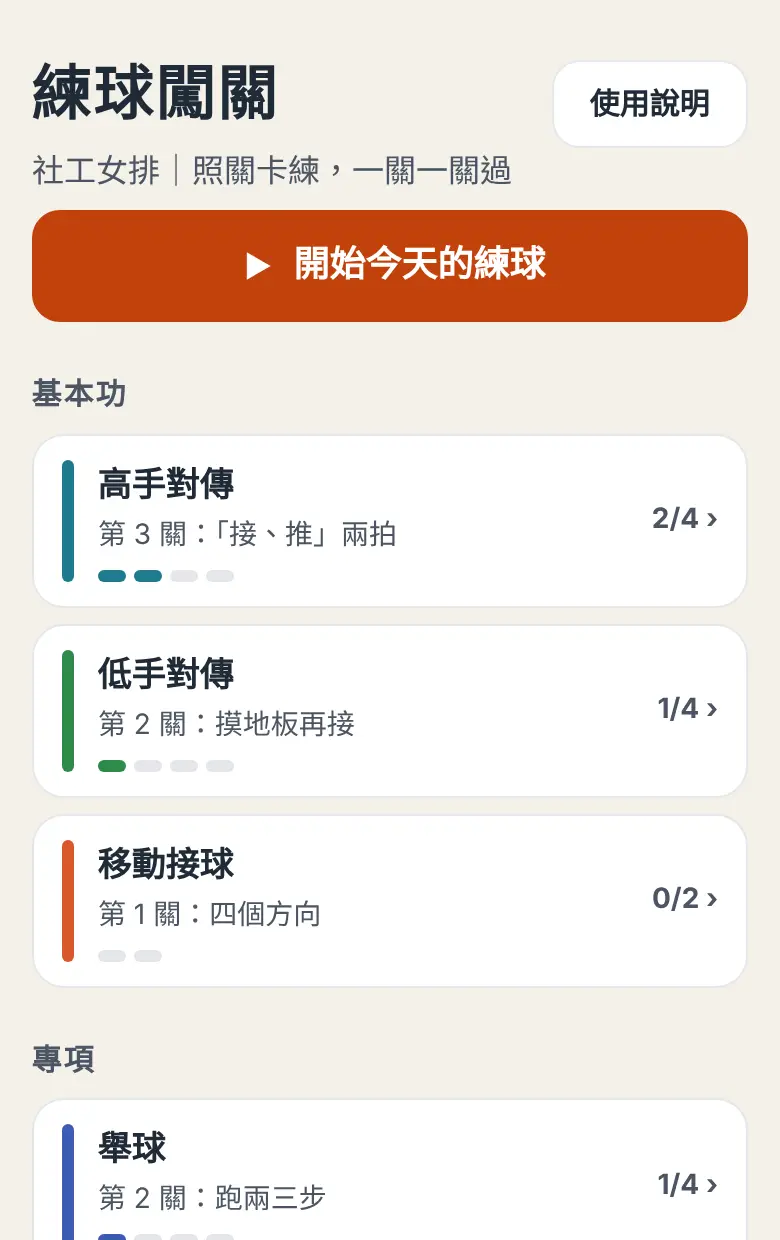 練球闖關
使用說明
社工女排｜照關卡練，一關一關過
▶ 開始今天的練球
基本功
高手對傳
第 3 關：「接、推」兩拍
2/4 ›
低手對傳
第 2 關：摸地板再接
1/4 ›
移動接球
第 1 關：四個方向
0/2 ›
專項
舉球
第 2 關：跑兩三步
1/4 ›